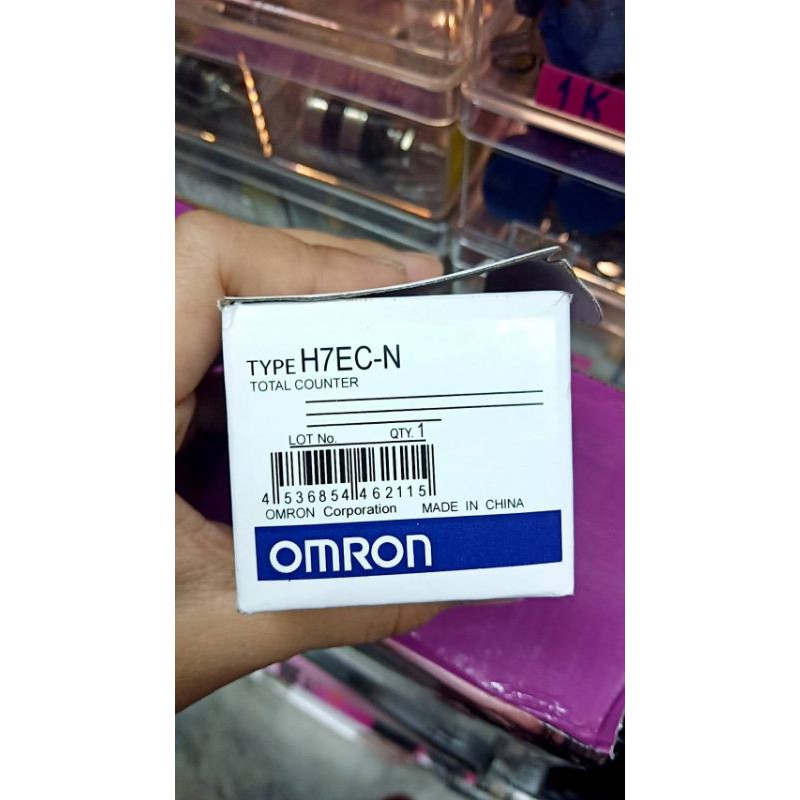 1K
TYPE H7EC-N
TOTAL COUNTER
LOT No. QTY. 1
4 536854 462115
OMRON Corporation MADE IN CHINA
OMRON